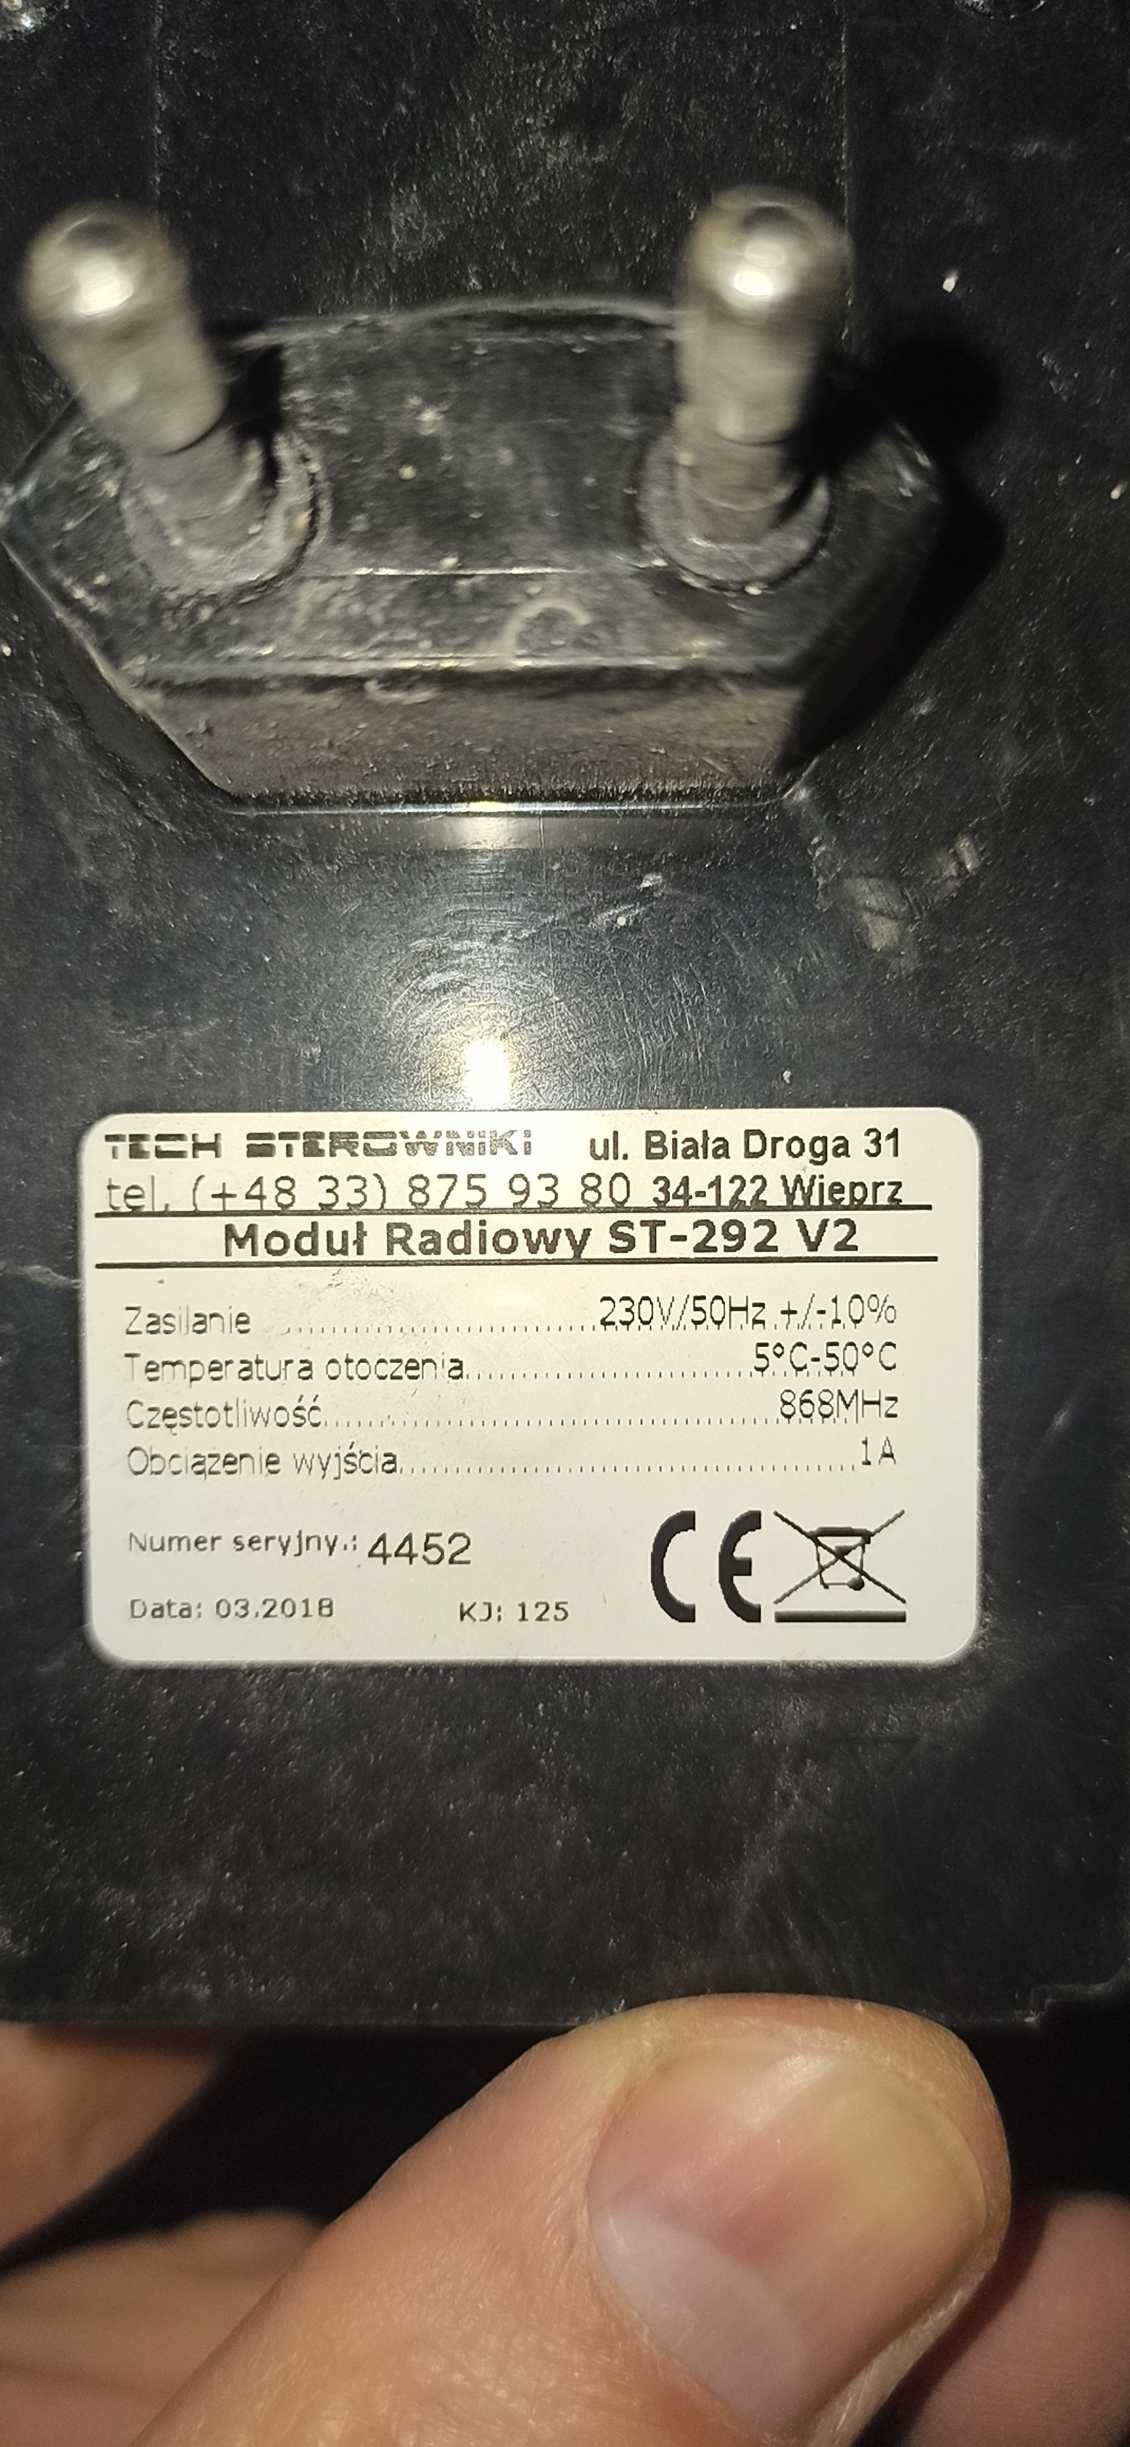 TECH STEROWNIKI ul. Biała Droga 31
tel. (+48 33) 875 93 80 34-122 Wieprz
Moduł Radiowy ST-292 V2
Zasilanie ................................230V/50Hz +/-10%
Temperatura otoczenia................................5°C-50°C
Częstotliwość................................868MHz
Obciążenie wyjścia................................1A
Numer seryjny.: 4452
Data: 03.2018 KJ: 125
CE